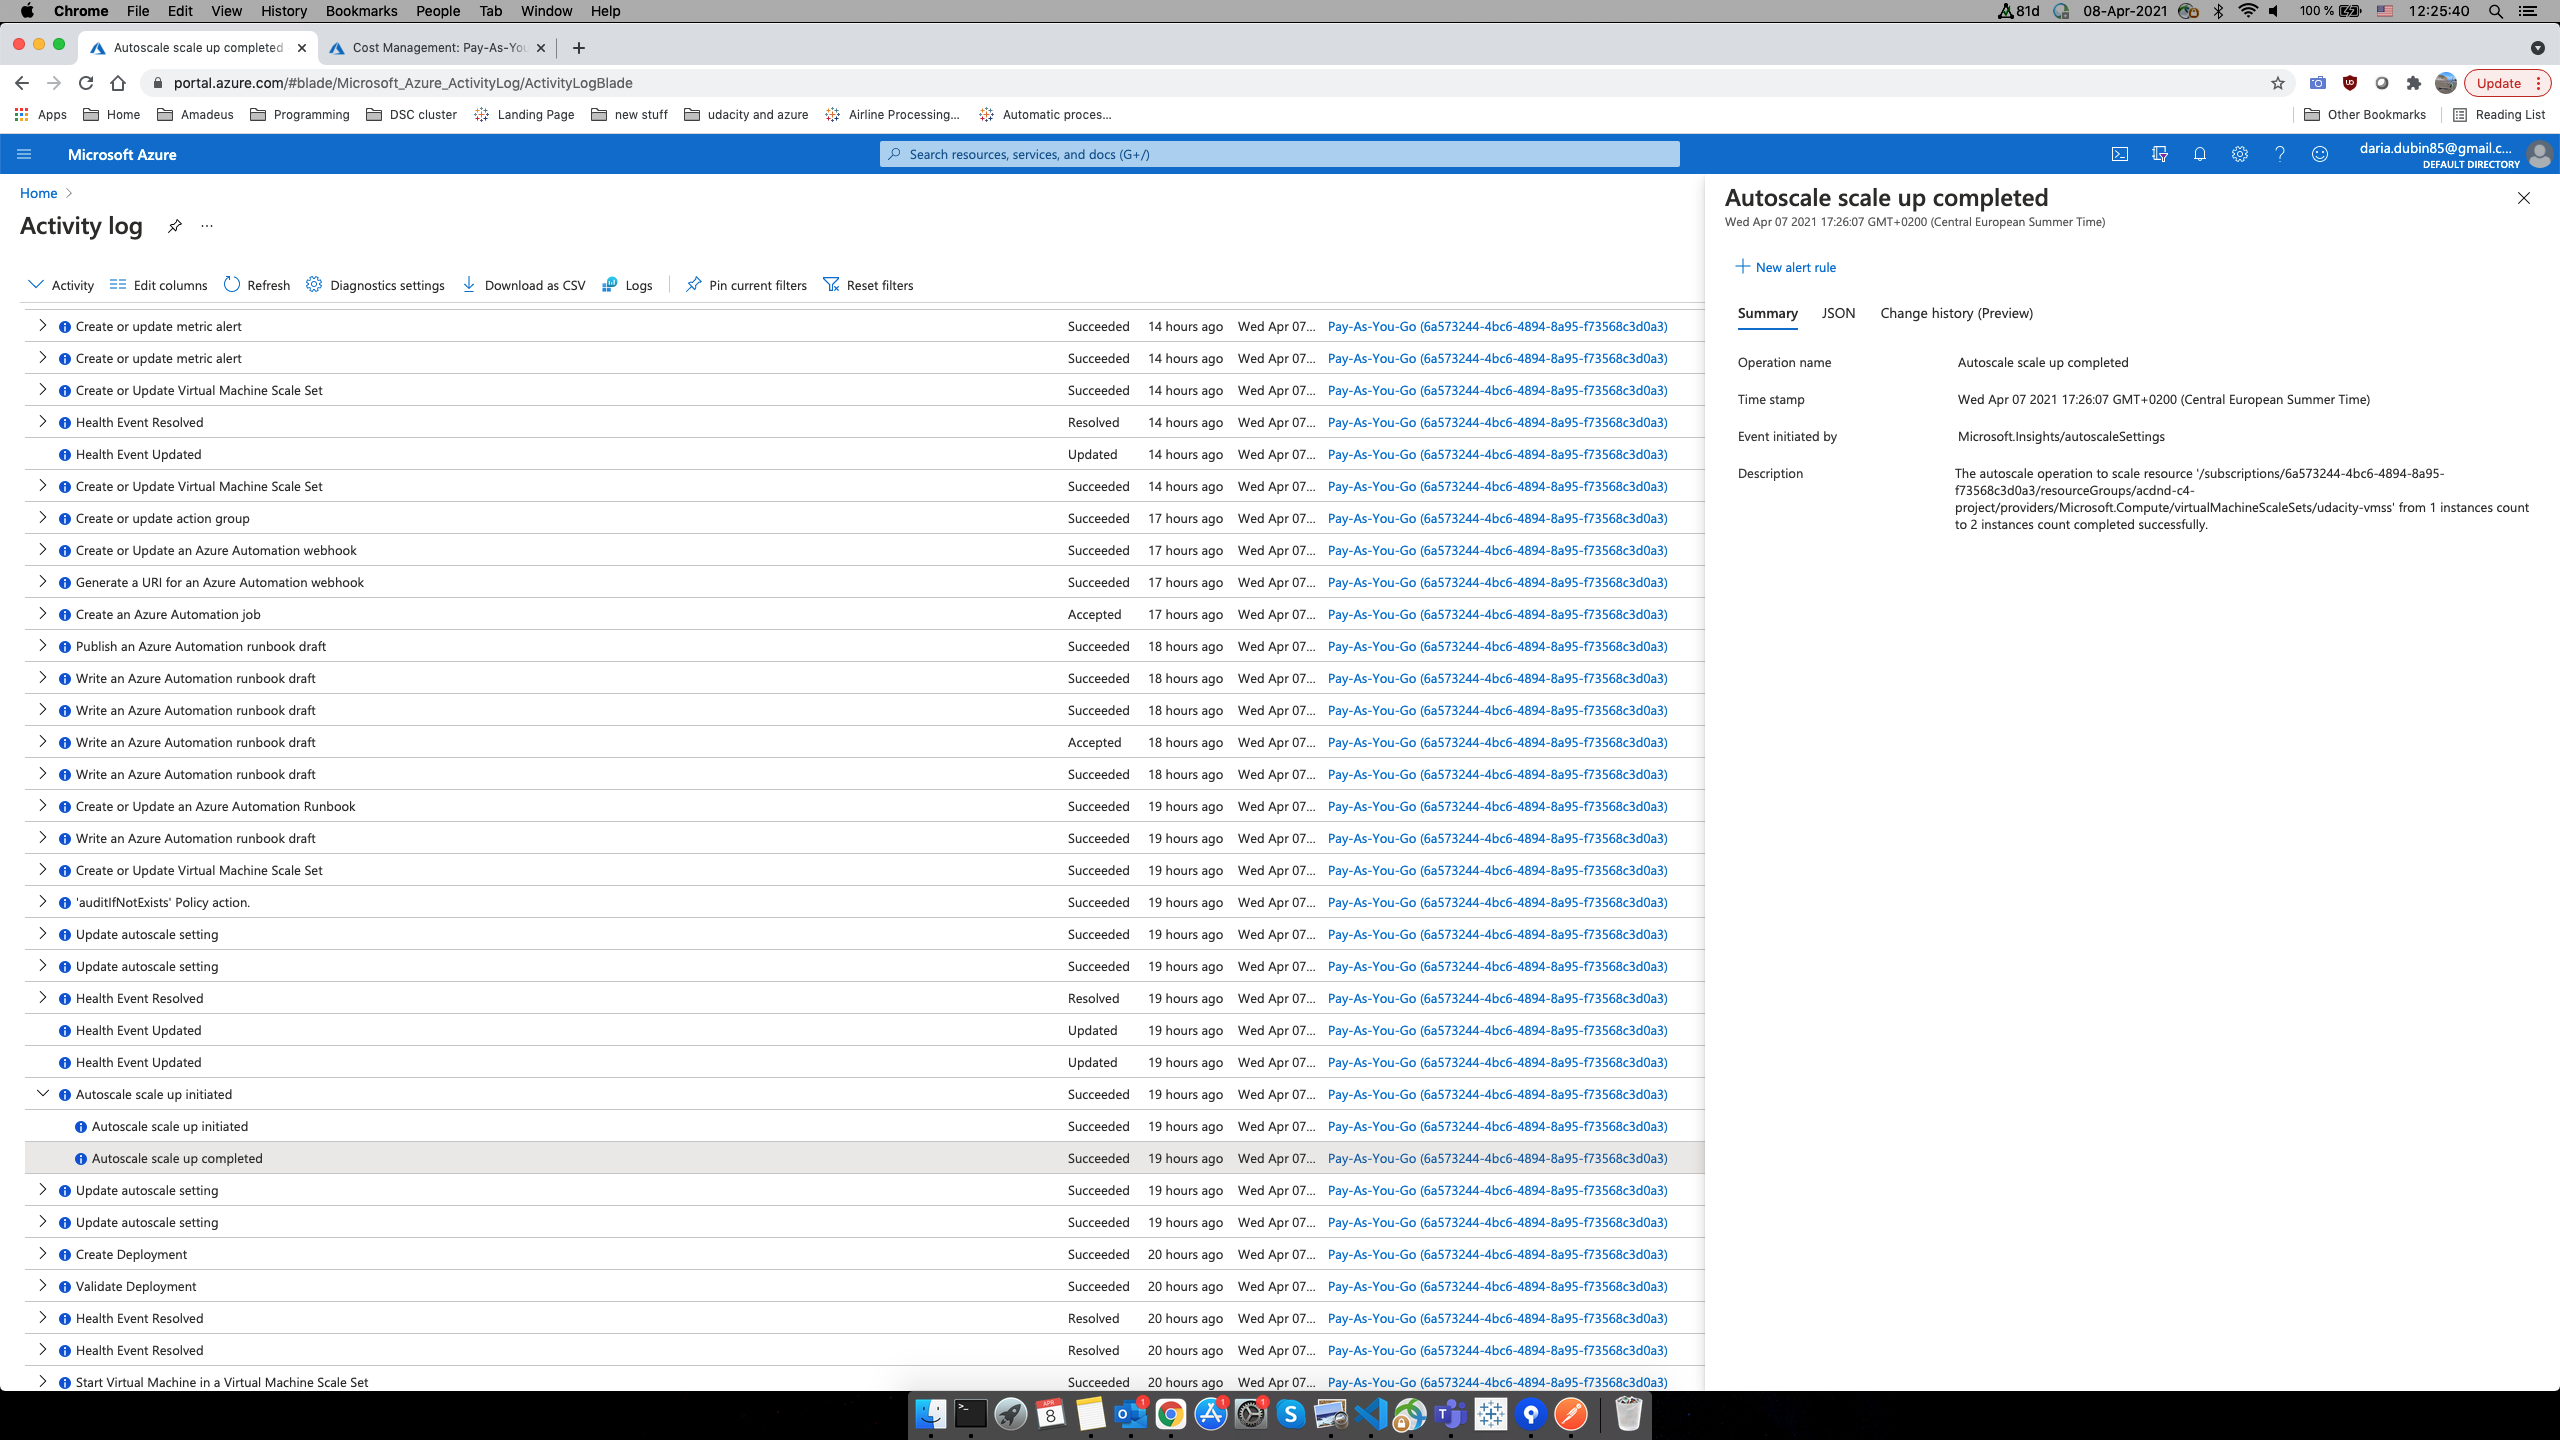 Chrome File Edit View History Bookmarks People Tab Window Help 81d 08-Apr-2021 100 % 12:25:40
Autoscale scale up completed Cost Management: Pay-As-Yo
portal.azure.com/#blade/Microsoft_Azure_ActivityLog/ActivityLogBlade Update
Apps Home Amadeus Programming DSC cluster Landing Page new stuff udacity and azure Airline Processing... Automatic proces... Other Bookmarks Reading List
Microsoft Azure Search resources, services, and docs (G+/) daria.dubin85@gmail.c...
DEFAULT DIRECTORY
Home
Activity log ...
Activity Edit columns Refresh Diagnostics settings Download as CSV Logs Pin current filters Reset filters
Create or update metric alert Succeeded 14 hours ago Wed Apr 07... Pay-As-You-Go (6a573244-4bc6-4894-8a95-f73568c3d0a3)
Create or update metric alert Succeeded 14 hours ago Wed Apr 07... Pay-As-You-Go (6a573244-4bc6-4894-8a95-f73568c3d0a3)
Create or Update Virtual Machine Scale Set Succeeded 14 hours ago Wed Apr 07... Pay-As-You-Go (6a573244-4bc6-4894-8a95-f73568c3d0a3)
Health Event Resolved Resolved 14 hours ago Wed Apr 07... Pay-As-You-Go (6a573244-4bc6-4894-8a95-f73568c3d0a3)
Health Event Updated Updated 14 hours ago Wed Apr 07... Pay-As-You-Go (6a573244-4bc6-4894-8a95-f73568c3d0a3)
Create or Update Virtual Machine Scale Set Succeeded 14 hours ago Wed Apr 07... Pay-As-You-Go (6a573244-4bc6-4894-8a95-f73568c3d0a3)
Create or update action group Succeeded 17 hours ago Wed Apr 07... Pay-As-You-Go (6a573244-4bc6-4894-8a95-f73568c3d0a3)
Create or Update an Azure Automation webhook Succeeded 17 hours ago Wed Apr 07... Pay-As-You-Go (6a573244-4bc6-4894-8a95-f73568c3d0a3)
Generate a URI for an Azure Automation webhook Succeeded 17 hours ago Wed Apr 07... Pay-As-You-Go (6a573244-4bc6-4894-8a95-f73568c3d0a3)
Create an Azure Automation job Accepted 17 hours ago Wed Apr 07... Pay-As-You-Go (6a573244-4bc6-4894-8a95-f73568c3d0a3)
Publish an Azure Automation runbook draft Succeeded 18 hours ago Wed Apr 07... Pay-As-You-Go (6a573244-4bc6-4894-8a95-f73568c3d0a3)
Write an Azure Automation runbook draft Succeeded 18 hours ago Wed Apr 07... Pay-As-You-Go (6a573244-4bc6-4894-8a95-f73568c3d0a3)
Write an Azure Automation runbook draft Succeeded 18 hours ago Wed Apr 07... Pay-As-You-Go (6a573244-4bc6-4894-8a95-f73568c3d0a3)
Write an Azure Automation runbook draft Accepted 18 hours ago Wed Apr 07... Pay-As-You-Go (6a573244-4bc6-4894-8a95-f73568c3d0a3)
Write an Azure Automation runbook draft Succeeded 18 hours ago Wed Apr 07... Pay-As-You-Go (6a573244-4bc6-4894-8a95-f73568c3d0a3)
Create or Update an Azure Automation Runbook Succeeded 19 hours ago Wed Apr 07... Pay-As-You-Go (6a573244-4bc6-4894-8a95-f73568c3d0a3)
Write an Azure Automation runbook draft Succeeded 19 hours ago Wed Apr 07... Pay-As-You-Go (6a573244-4bc6-4894-8a95-f73568c3d0a3)
Create or Update Virtual Machine Scale Set Succeeded 19 hours ago Wed Apr 07... Pay-As-You-Go (6a573244-4bc6-4894-8a95-f73568c3d0a3)
'auditIfNotExists' Policy action. Succeeded 19 hours ago Wed Apr 07... Pay-As-You-Go (6a573244-4bc6-4894-8a95-f73568c3d0a3)
Update autoscale setting Succeeded 19 hours ago Wed Apr 07... Pay-As-You-Go (6a573244-4bc6-4894-8a95-f73568c3d0a3)
Update autoscale setting Succeeded 19 hours ago Wed Apr 07... Pay-As-You-Go (6a573244-4bc6-4894-8a95-f73568c3d0a3)
Health Event Resolved Resolved 19 hours ago Wed Apr 07... Pay-As-You-Go (6a573244-4bc6-4894-8a95-f73568c3d0a3)
Health Event Updated Updated 19 hours ago Wed Apr 07... Pay-As-You-Go (6a573244-4bc6-4894-8a95-f73568c3d0a3)
Health Event Updated Updated 19 hours ago Wed Apr 07... Pay-As-You-Go (6a573244-4bc6-4894-8a95-f73568c3d0a3)
Autoscale scale up initiated Succeeded 19 hours ago Wed Apr 07... Pay-As-You-Go (6a573244-4bc6-4894-8a95-f73568c3d0a3)
Autoscale scale up initiated Succeeded 19 hours ago Wed Apr 07... Pay-As-You-Go (6a573244-4bc6-4894-8a95-f73568c3d0a3)
Autoscale scale up completed Succeeded 19 hours ago Wed Apr 07... Pay-As-You-Go (6a573244-4bc6-4894-8a95-f73568c3d0a3)
Update autoscale setting Succeeded 19 hours ago Wed Apr 07... Pay-As-You-Go (6a573244-4bc6-4894-8a95-f73568c3d0a3)
Update autoscale setting Succeeded 19 hours ago Wed Apr 07... Pay-As-You-Go (6a573244-4bc6-4894-8a95-f73568c3d0a3)
Create Deployment Succeeded 20 hours ago Wed Apr 07... Pay-As-You-Go (6a573244-4bc6-4894-8a95-f73568c3d0a3)
Validate Deployment Succeeded 20 hours ago Wed Apr 07... Pay-As-You-Go (6a573244-4bc6-4894-8a95-f73568c3d0a3)
Health Event Resolved Resolved 20 hours ago Wed Apr 07... Pay-As-You-Go (6a573244-4bc6-4894-8a95-f73568c3d0a3)
Health Event Resolved Resolved 20 hours ago Wed Apr 07... Pay-As-You-Go (6a573244-4bc6-4894-8a95-f73568c3d0a3)
Start Virtual Machine in a Virtual Machine Scale Set Succeeded 20 hours ago Wed Apr 07... Pay-As-You-Go (6a573244-4bc6-4894-8a95-f73568c3d0a3)
Autoscale scale up completed
Wed Apr 07 2021 17:26:07 GMT+0200 (Central European Summer Time)
New alert rule
Summary JSON Change history (Preview)
Operation name Autoscale scale up completed
Time stamp Wed Apr 07 2021 17:26:07 GMT+0200 (Central European Summer Time)
Event initiated by Microsoft.Insights/autoscaleSettings
Description The autoscale operation to scale resource '/subscriptions/6a573244-4bc6-4894-8a95-
f73568c3d0a3/resourceGroups/acdnd-c4-
project/providers/Microsoft.Compute/virtualMachineScaleSets/udacity-vmss' from 1 instances count
to 2 instances count completed successfully.
APR
8
1
1
1